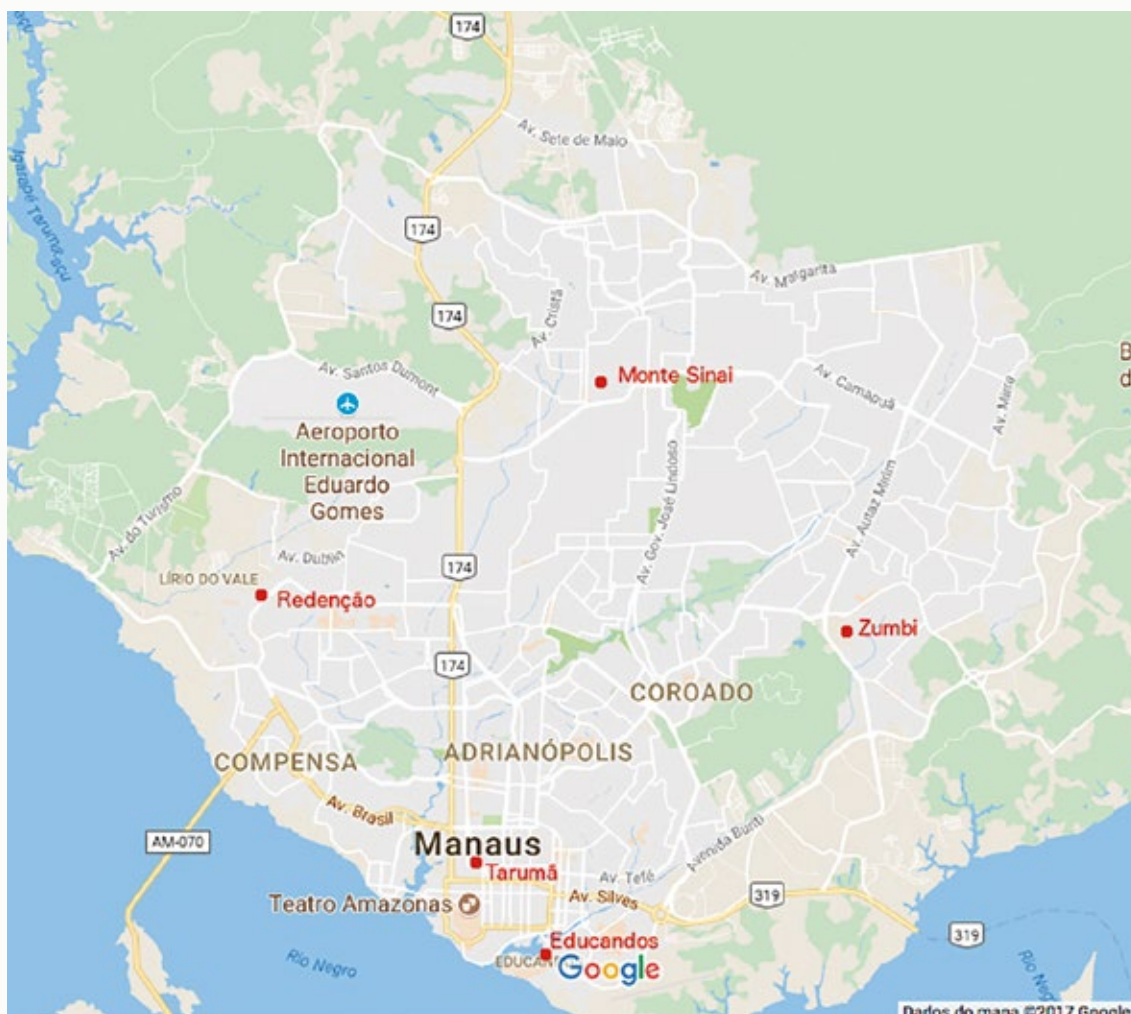 174
Av. Sete de Maio
Igarapé Tarumã-açu
174
Av. Margarita
174
Av. Cristã
Av. Santos Dumont
Monte Sinai
Av. Camapuã
B
d
Av. Mirra
Aeroporto
Internacional
Eduardo
Gomes
Av. Gov. José Lindoso
Av. Autaz Mirim
Av. do Turismo
Av. Dublin
174
LÍRIO DO VALE
Redenção
Zumbi
174
COROADO
ADRIANÓPOLIS
COMPENSA
Av. Brasil
AM-070
Avenida Buriti
Manaus
Tarumã
Av. Tefé
Teatro Amazonas
Av. Silves
319
319
Educandos
EDUCAN
Google
Rio Negro
Rio Negro
Dados do mapa ©2017 Google